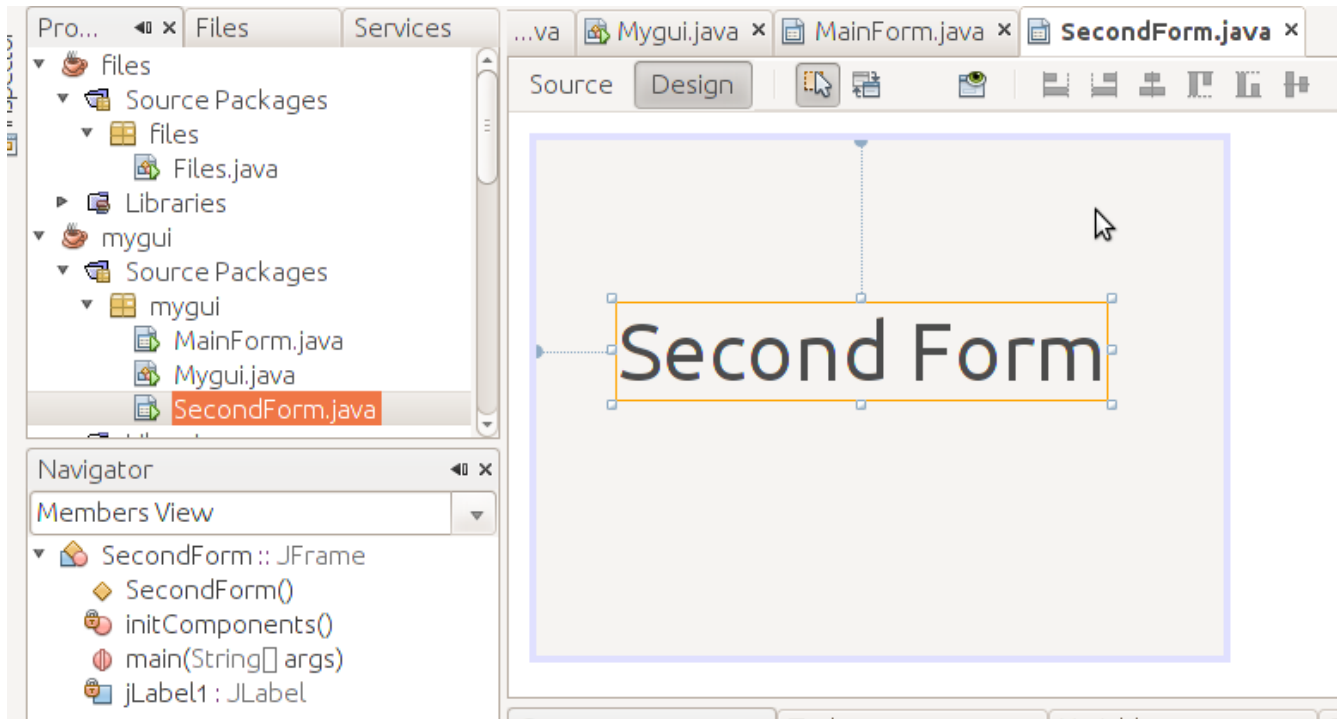 Pro... Files Services
files
Source Packages
files
Files.java
Libraries
mygui
Source Packages
mygui
MainForm.java
Mygui.java
SecondForm.java
Navigator
Members View
SecondForm :: JFrame
SecondForm()
initComponents()
main(String[] args)
jLabel1 : JLabel
...va Mygui.java MainForm.java SecondForm.java
Source Design
Second Form